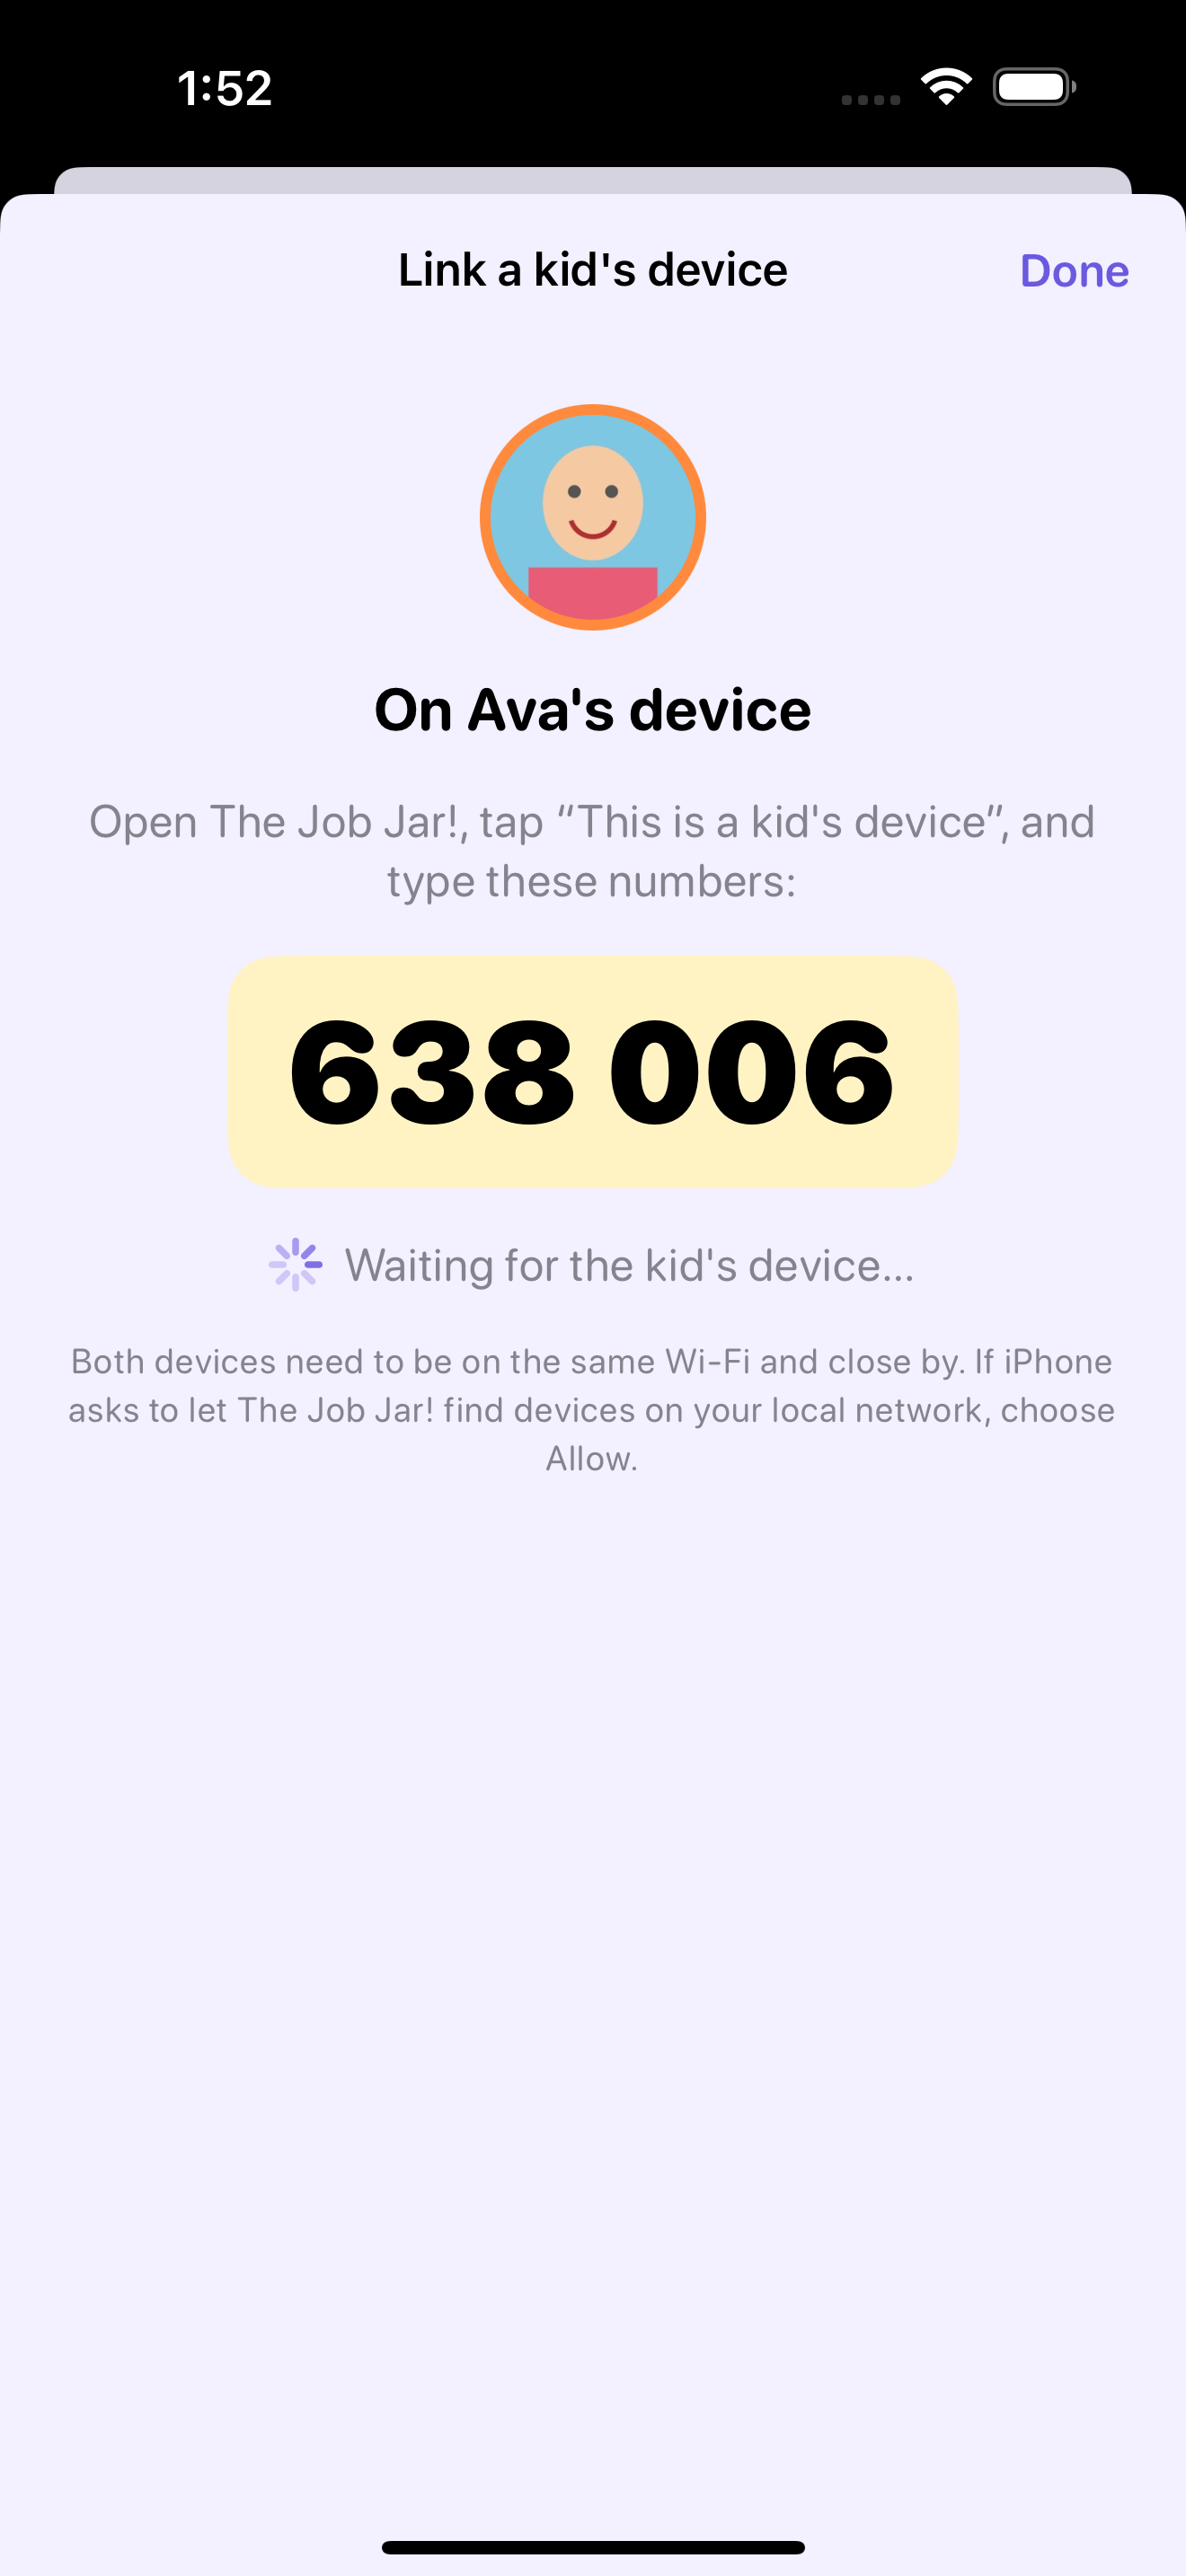 1:52
Link a kid's device
Done
On Ava's device
Open The Job Jar!, tap “This is a kid's device”, and
type these numbers:
638 006
Waiting for the kid's device...
Both devices need to be on the same Wi-Fi and close by. If iPhone
asks to let The Job Jar! find devices on your local network, choose
Allow.